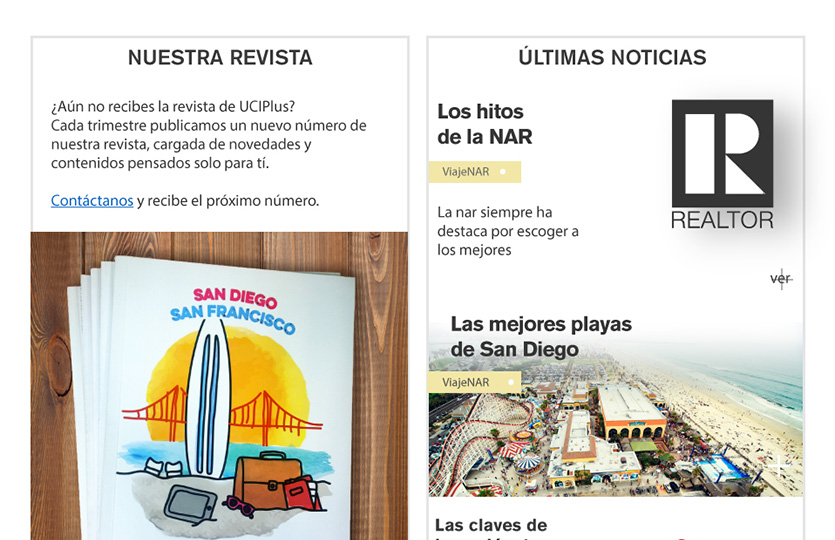 NUESTRA REVISTA
¿Aún no recibes la revista de UCIPlus?
Cada trimestre publicamos un nuevo número de
nuestra revista, cargada de novedades y
contenidos pensados solo para tí.
Contáctanos y recibe el próximo número.
SAN DIEGO
SAN FRANCISCO
ÚLTIMAS NOTICIAS
Los hitos
de la NAR
ViajeNAR
La nar siempre ha
destaca por escoger a
los mejores
REALTOR
ver
Las mejores playas
de San Diego
ViajeNAR
Las claves de